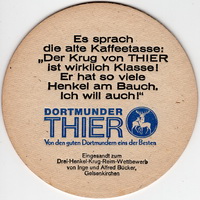 Es sprach
die alte Kaffeetasse:
„Der Krug von THIER
ist wirklich Klasse!
Er hat so viele
Henkel am Bauch.
Ich will auch!"
DORTMUNDER
THIER
Von den guten Dortmundern eins der Besten
Eingesandt zum
Drei-Henkel-Krug-Reim-Wettbewerb
von Inge und Alfred Bücker,
Gelsenkirchen